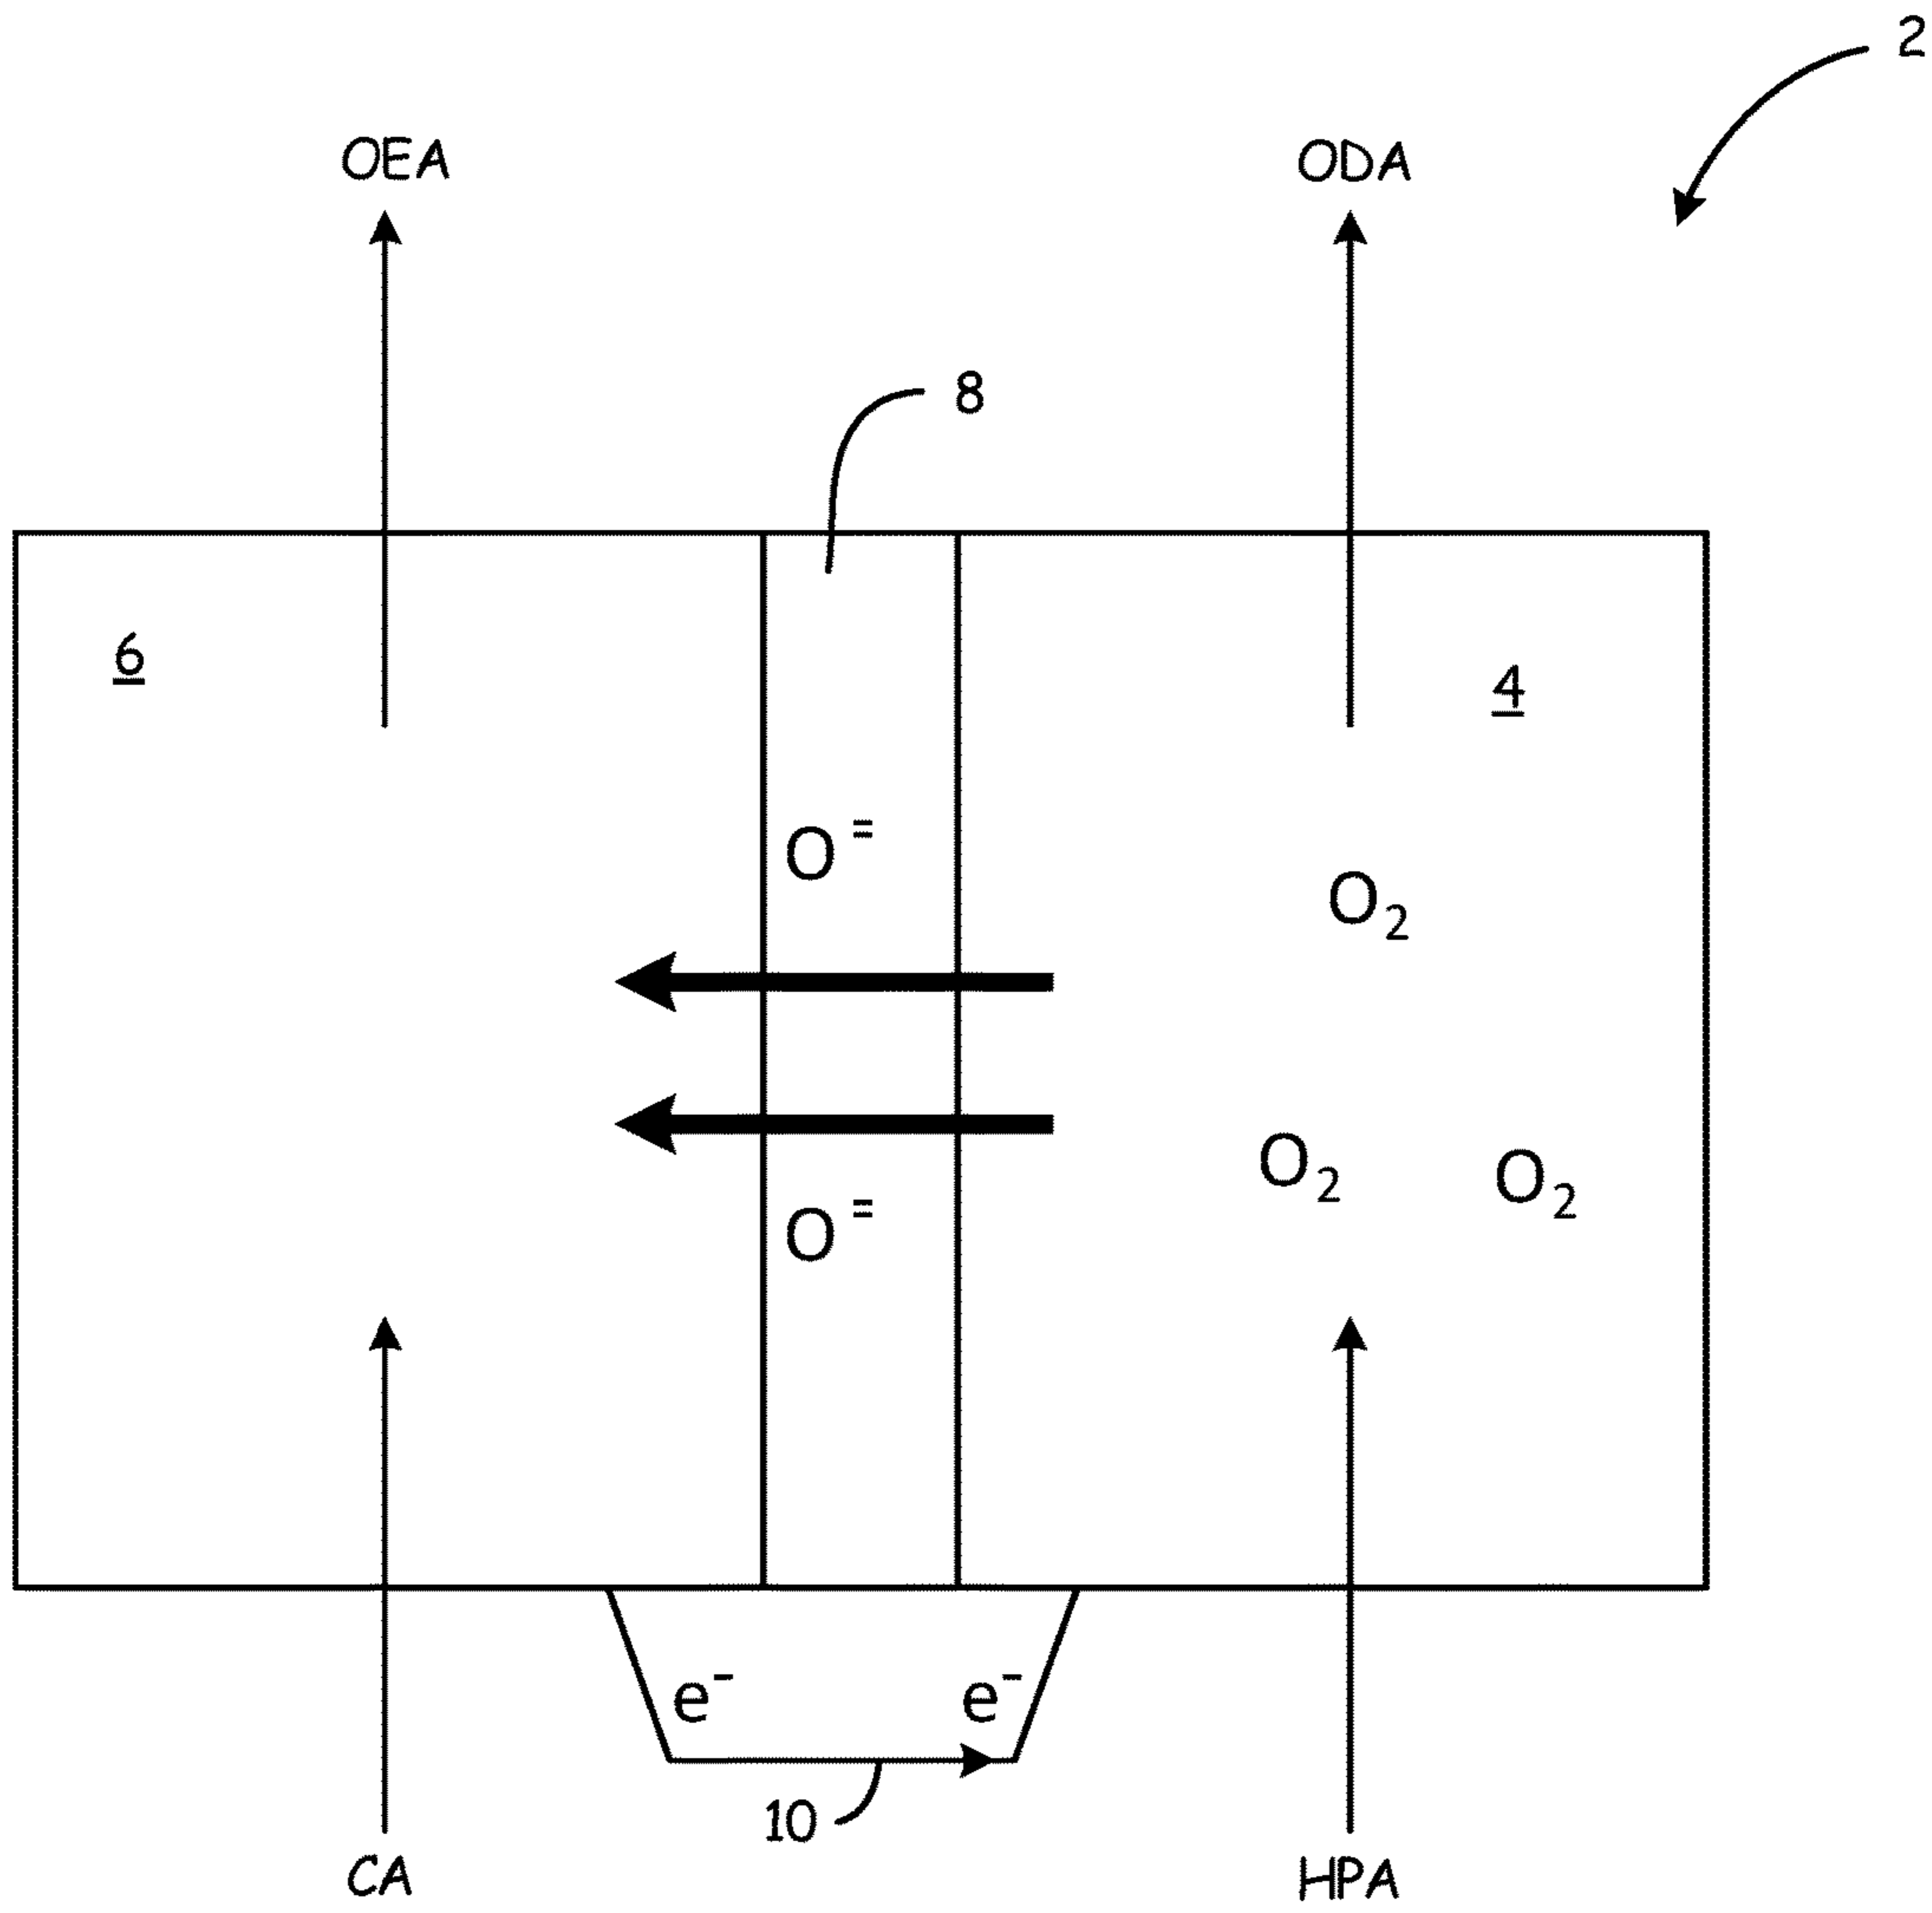 2
OEA ODA
8
6
4
O⁼
O₂
O₂ O₂
O⁼
e⁻ e⁻
10
CA HPA